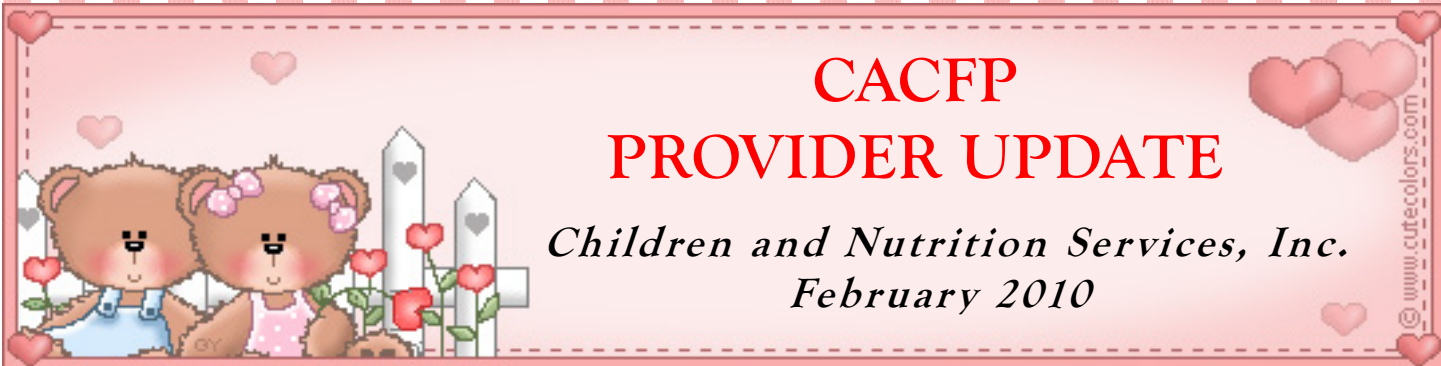 CACFP
PROVIDER UPDATE
Children and Nutrition Services, Inc.
February 2010
© www.cutecolors.com